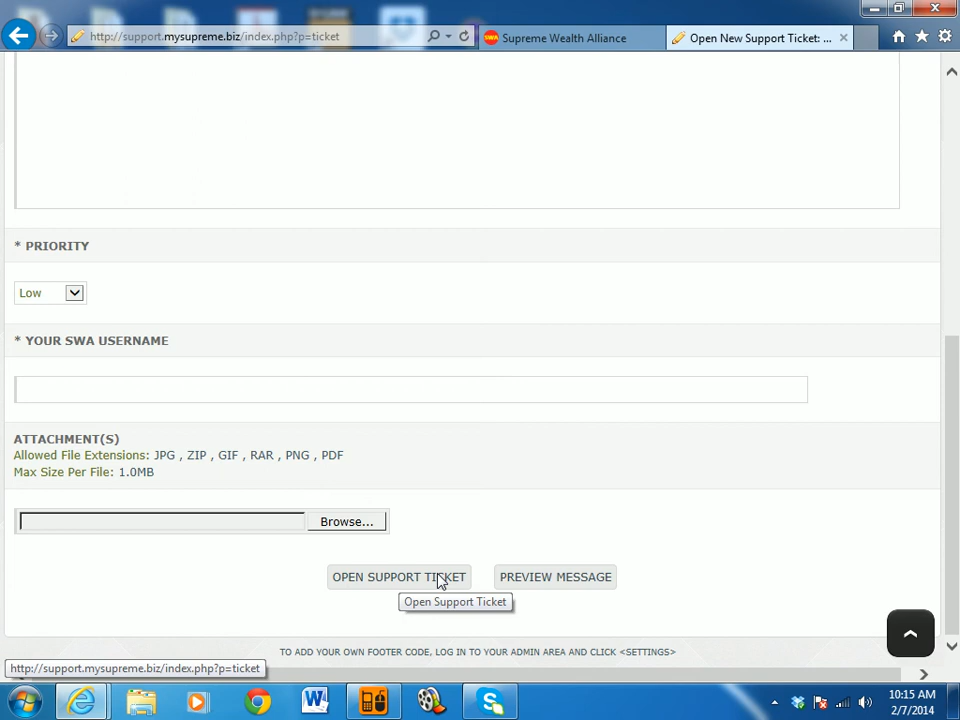 http://support.mysupreme.biz/index.php?p=ticket
Supreme Wealth Alliance
Open New Support Ticket: ...
* PRIORITY
Low
* YOUR SWA USERNAME
ATTACHMENT(S)
Allowed File Extensions: JPG , ZIP , GIF , RAR , PNG , PDF
Max Size Per File: 1.0MB
Browse...
OPEN SUPPORT TICKET
PREVIEW MESSAGE
Open Support Ticket
TO ADD YOUR OWN FOOTER CODE, LOG IN TO YOUR ADMIN AREA AND CLICK <SETTINGS>
http://support.mysupreme.biz/index.php?p=ticket
10:15 AM
2/7/2014